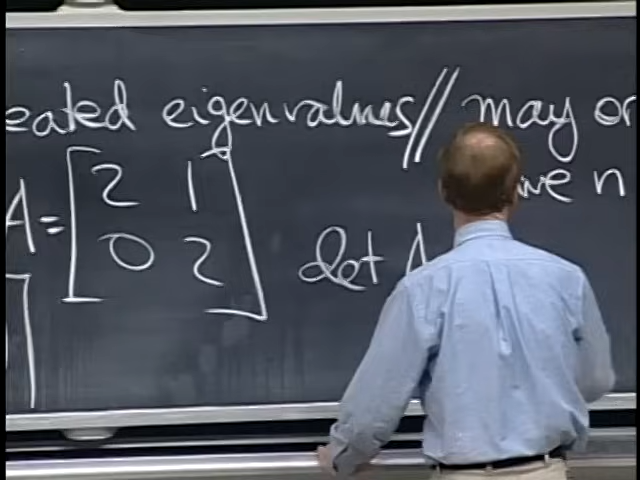 eated eigenvalues // may or
A = [ 2 1
0 2 ]
we n
det A